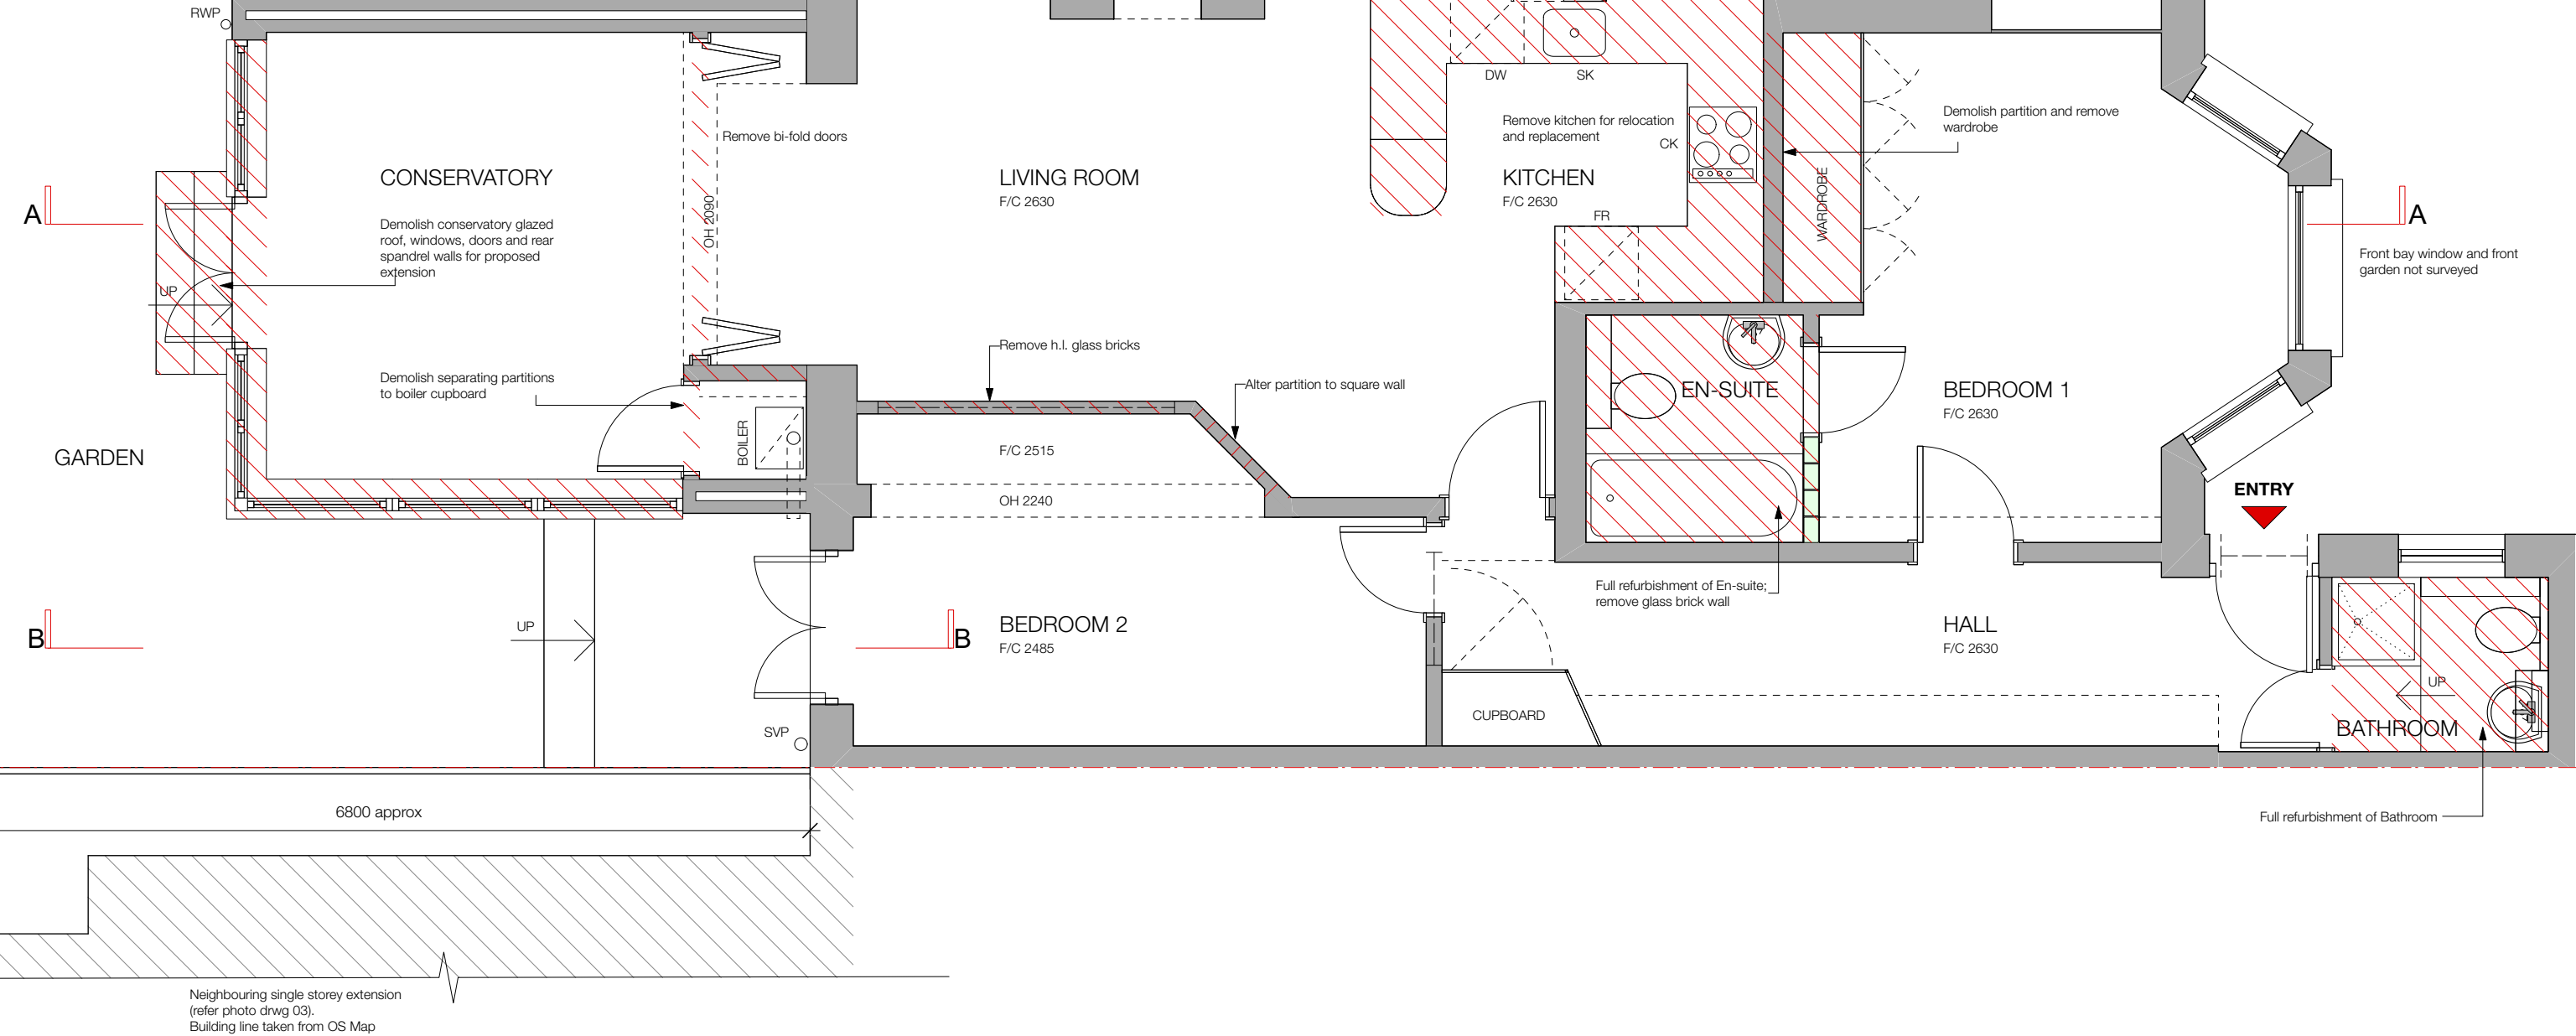 RWP
DW
SK
Remove bi-fold doors
Remove kitchen for relocation
and replacement
CK
Demolish partition and remove
wardrobe
CONSERVATORY
LIVING ROOM
F/C 2630
KITCHEN
F/C 2630
FR
WARDROBE
OH 2090
A
A
Demolish conservatory glazed
roof, windows, doors and rear
spandrel walls for proposed
extension
UP
Front bay window and front
garden not surveyed
Remove h.l. glass bricks
Demolish separating partitions
to boiler cupboard
Alter partition to square wall
EN-SUITE
BEDROOM 1
F/C 2630
BOILER
GARDEN
F/C 2515
OH 2240
ENTRY
Full refurbishment of En-suite;
remove glass brick wall
B
UP
B
BEDROOM 2
F/C 2485
HALL
F/C 2630
UP
CUPBOARD
SVP
BATHROOM
6800 approx
Full refurbishment of Bathroom
Neighbouring single storey extension
(refer photo drwg 03).
Building line taken from OS Map